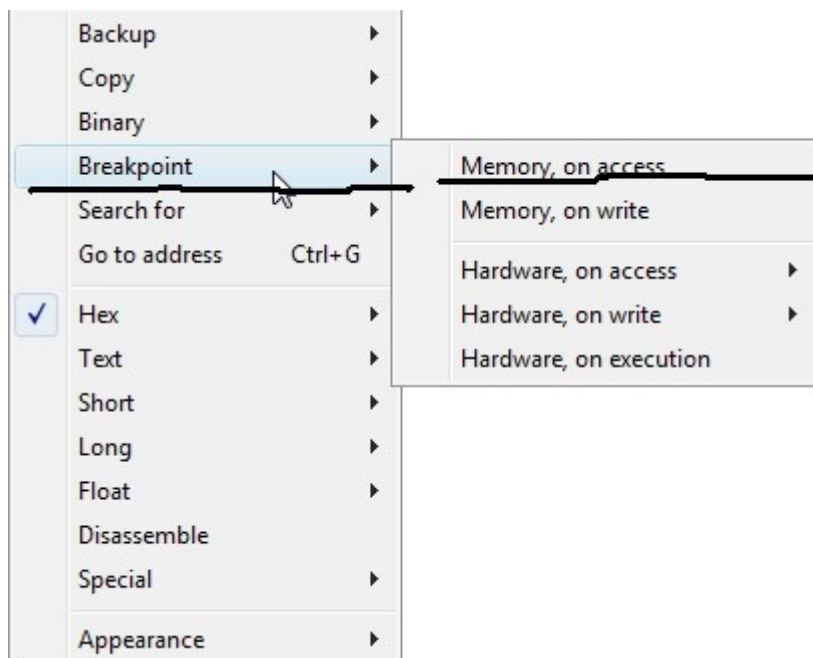 Backup
Copy
Binary
Breakpoint
Search for
Go to address Ctrl+G
Hex
Text
Short
Long
Float
Disassemble
Special
Appearance
Memory, on access
Memory, on write
Hardware, on access
Hardware, on write
Hardware, on execution